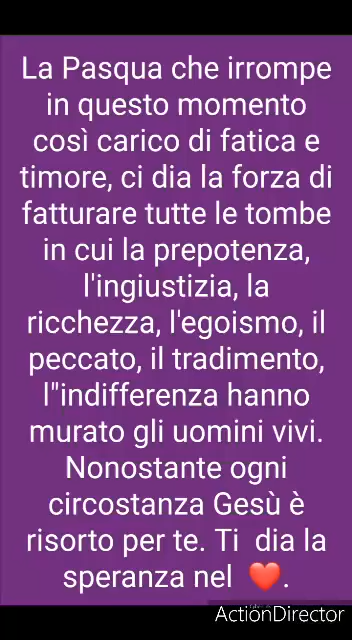 La Pasqua che irrompe
in questo momento
così carico di fatica e
timore, ci dia la forza di
fatturare tutte le tombe
in cui la prepotenza,
l'ingiustizia, la
ricchezza, l'egoismo, il
peccato, il tradimento,
l"indifferenza hanno
murato gli uomini vivi.
Nonostante ogni
circostanza Gesù è
risorto per te. Ti  dia la
speranza nel ❤️.
ActionDirector